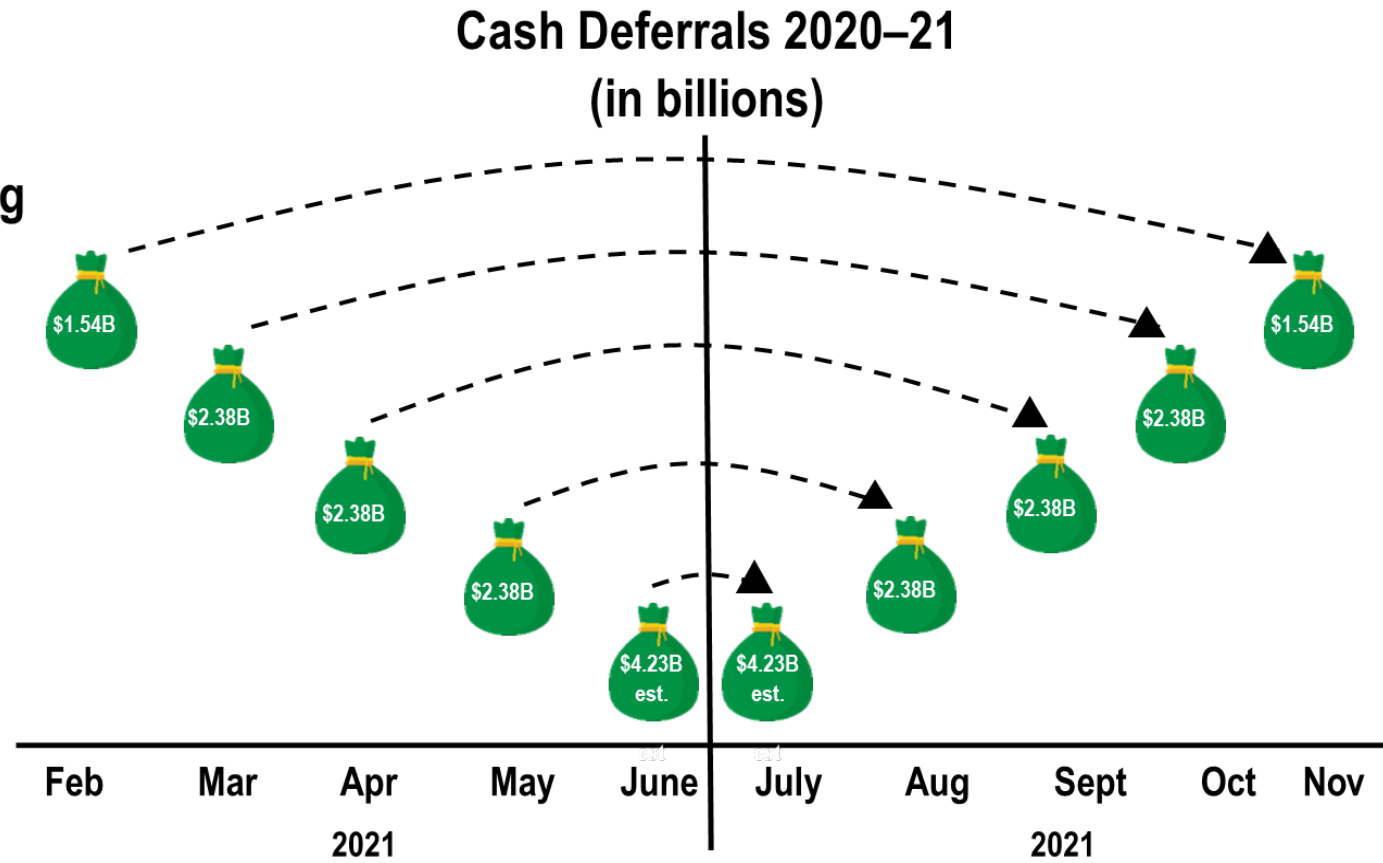 Cash Deferrals 2020–21
(in billions)
g
$1.54B
$1.54B
$2.38B
$2.38B
$2.38B
$2.38B
$2.38B
$2.38B
$4.23B
est.
$4.23B
est.
est
est
Feb Mar Apr May June July Aug Sept Oct Nov
2021 2021